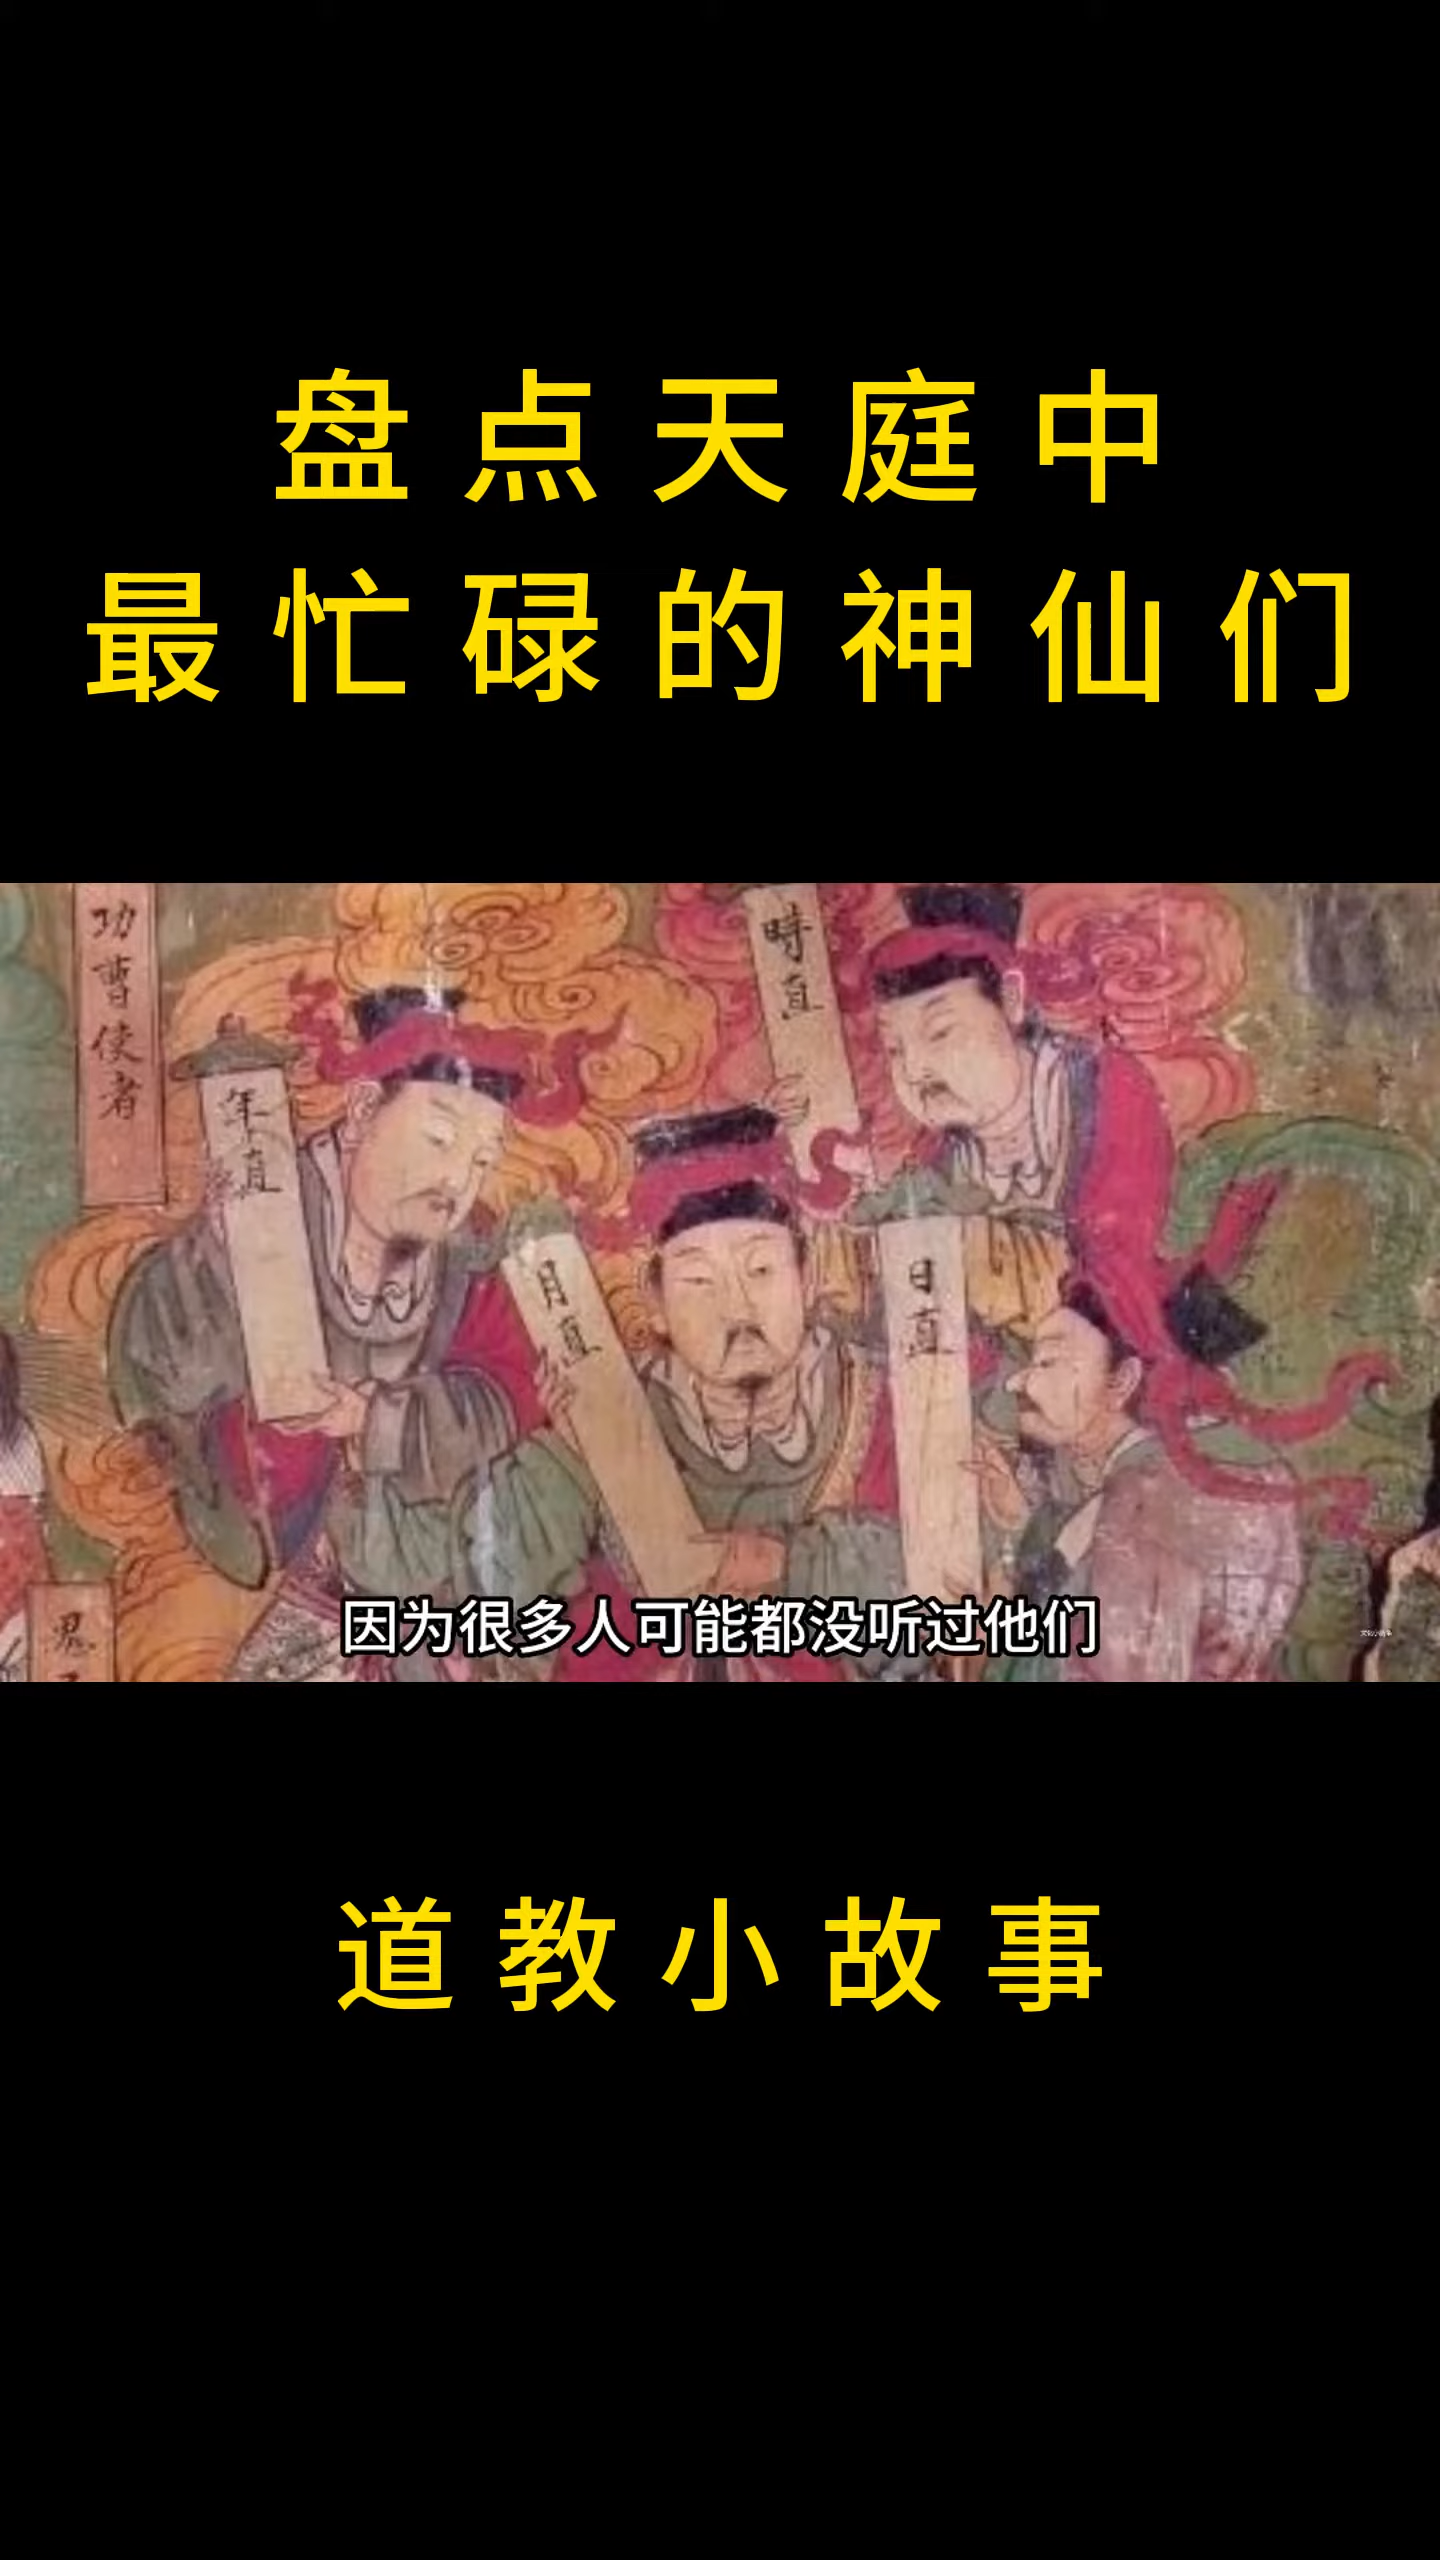 盘点天庭中
最忙碌的神仙们
功曹使者
年直
月直
時直
日直
因为很多人可能都没听过他们
道教小故事